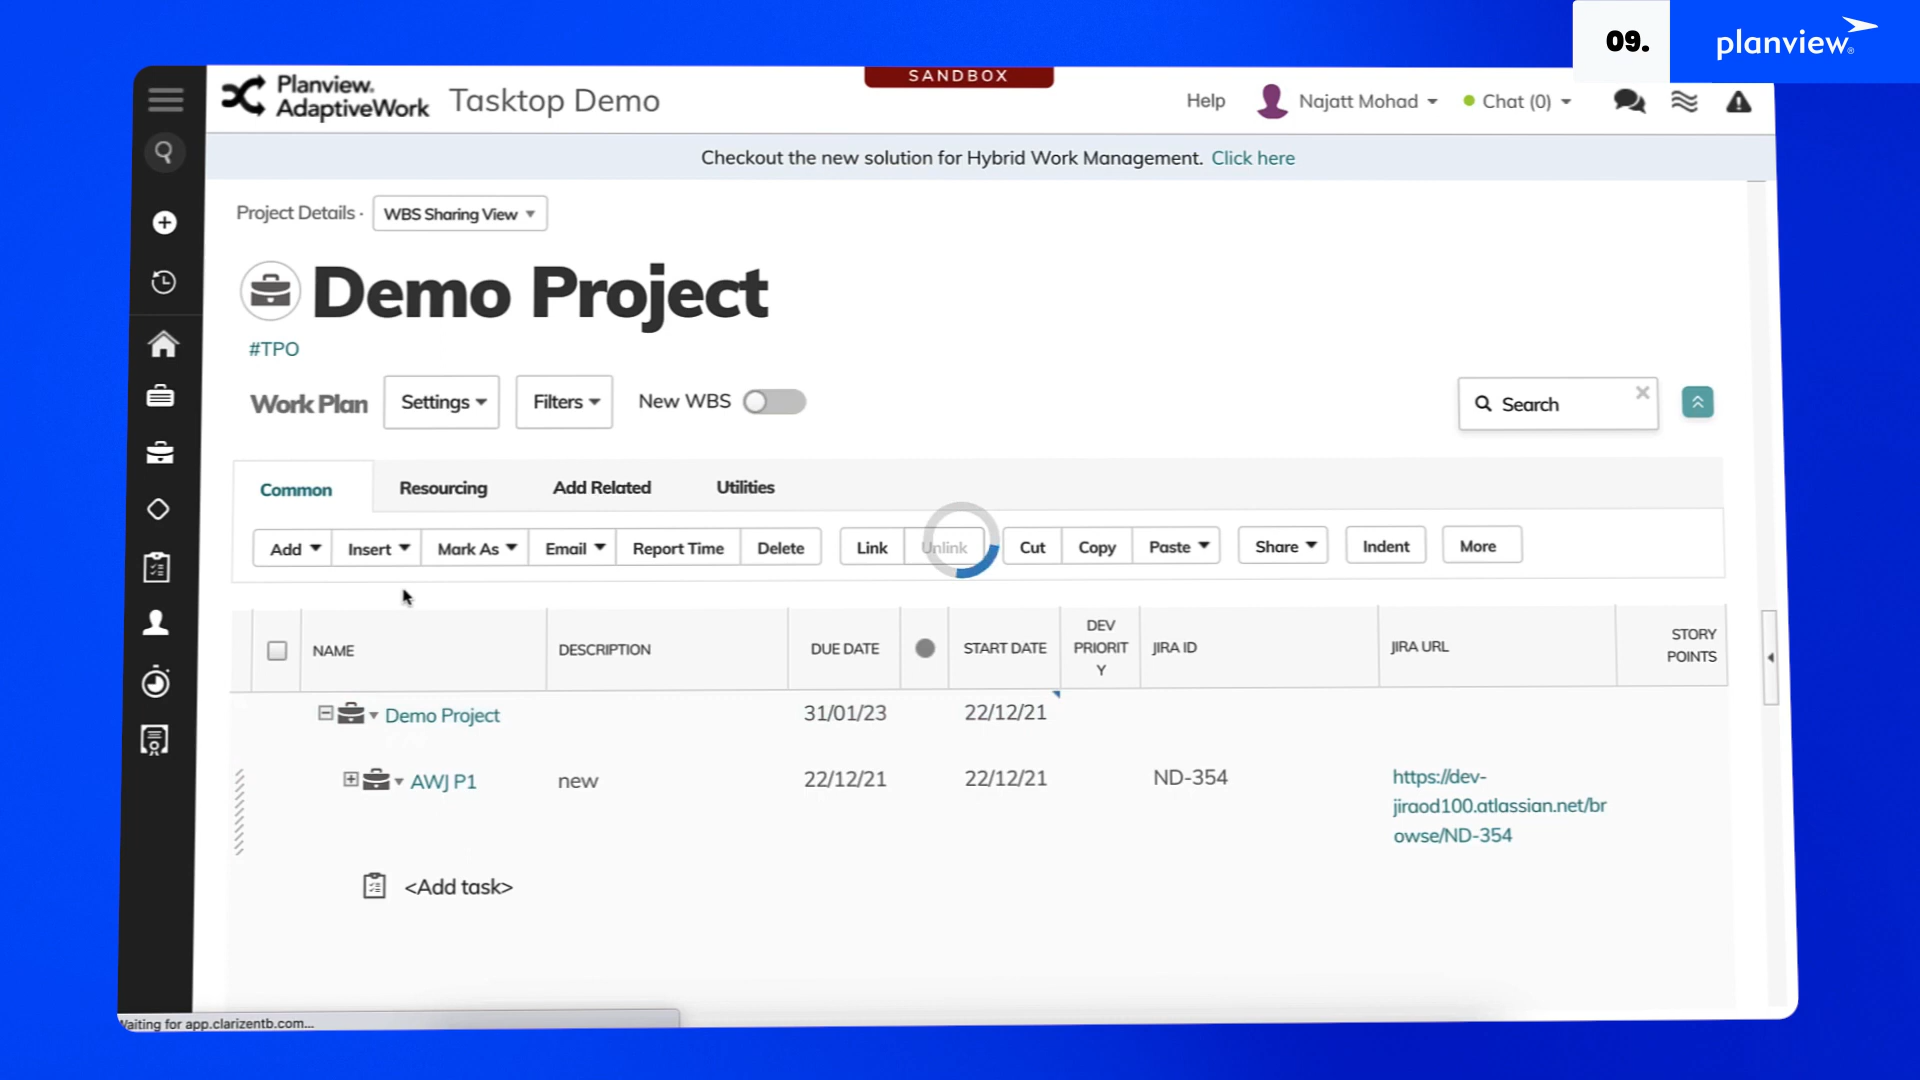 09.
planview®
SANDBOX
Planview.
AdaptiveWork
Tasktop Demo
Help
Najatt Mohad
Chat (0)
Checkout the new solution for Hybrid Work Management. Click here
Project Details ·
WBS Sharing View
Demo Project
#TPO
Work Plan
Settings
Filters
New WBS
Search
Common
Resourcing
Add Related
Utilities
Add
Insert
Mark As
Email
Report Time
Delete
Link
Unlink
Cut
Copy
Paste
Share
Indent
More
NAME
DESCRIPTION
DUE DATE
START DATE
DEV
PRIORIT
Y
JIRA ID
JIRA URL
STORY
POINTS
Demo Project
31/01/23
22/12/21
AWJ P1
new
22/12/21
22/12/21
ND-354
https://dev-
jiraod100.atlassian.net/br
owse/ND-354
<Add task>
Waiting for app.clarizentb.com...